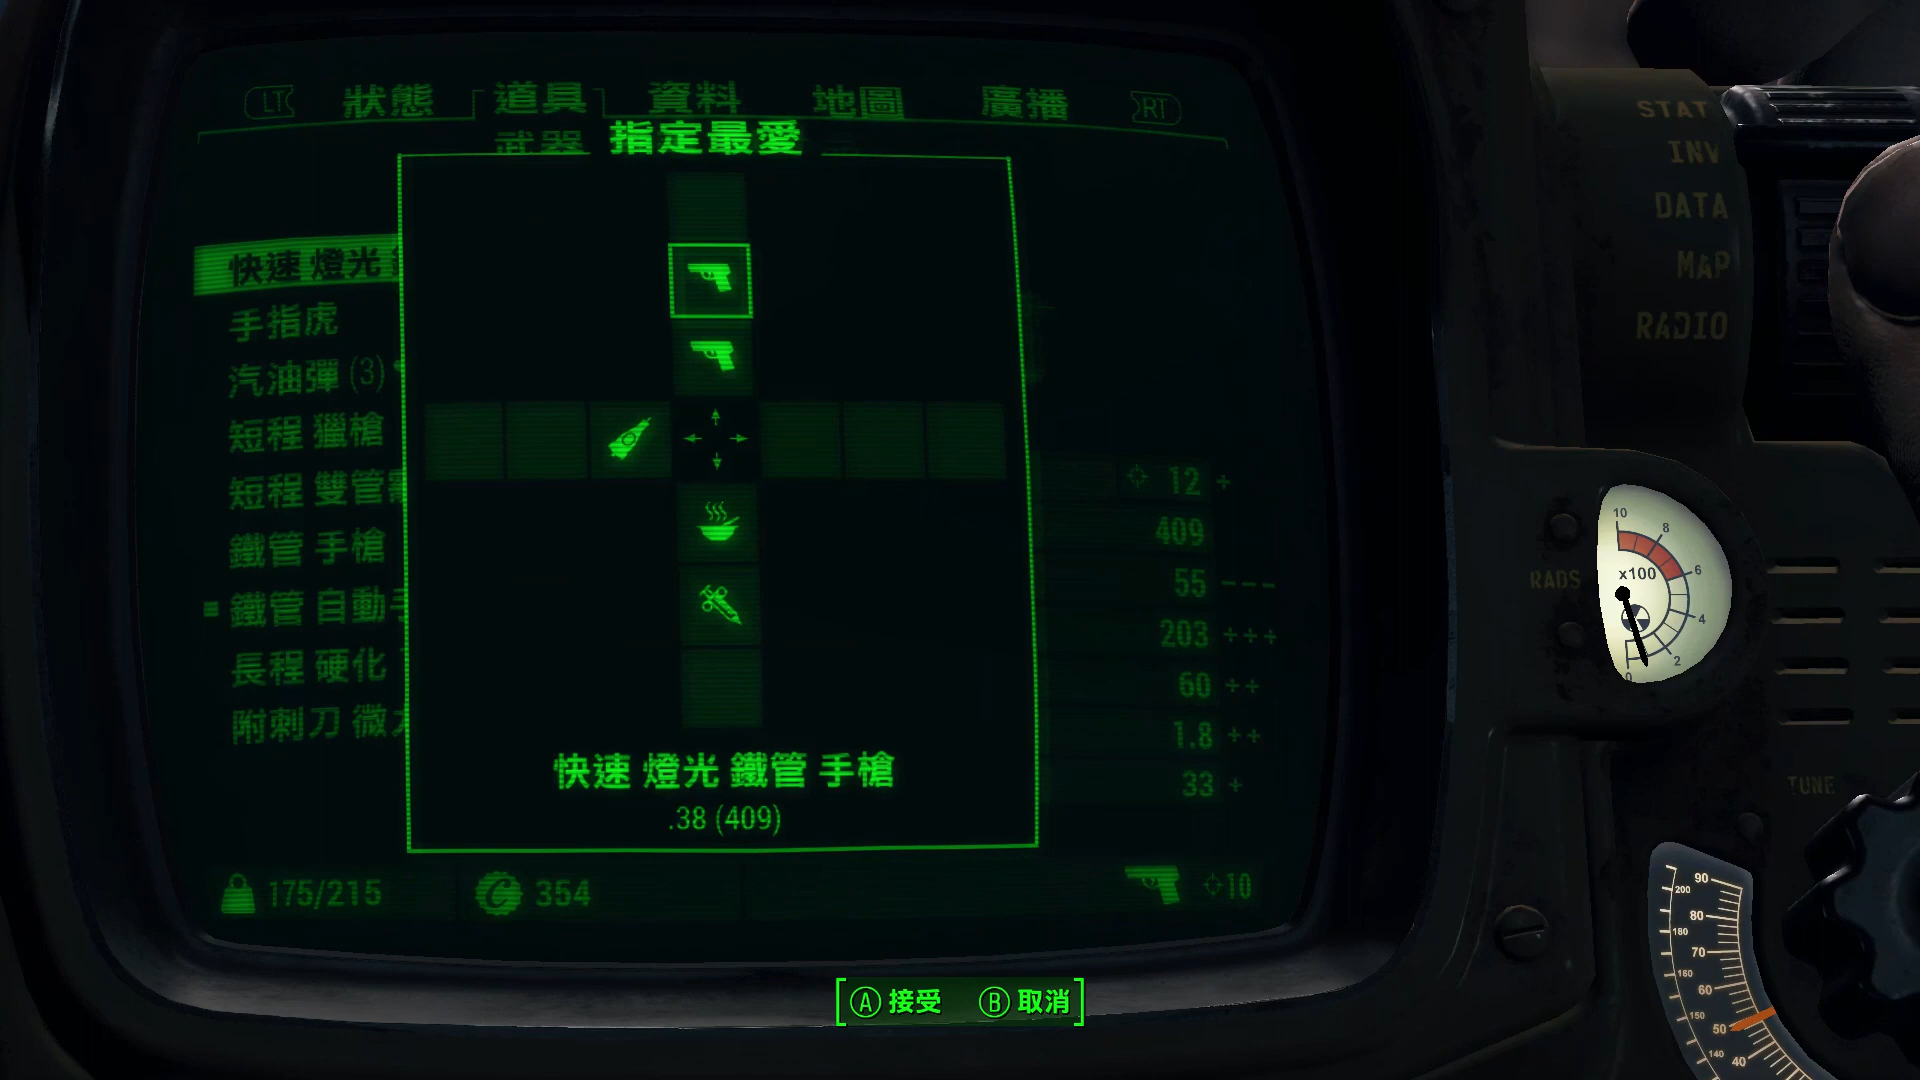 LT 狀態 道具 資料 地圖 廣播 RT
武器 指定最愛
快速 燈光
手指虎
汽油彈 (3)
短程 獵槍
短程 雙管
鐵管 手槍
鐵管 自動
長程 硬化
附刺刀
12 +
409
55 ---
203 +++
60 ++
1.8 ++
33 +
快速 燈光 鐵管 手槍
.38 (409)
175/215 354 10
A 接受 B 取消
STAT
INV
DATA
MAP
RADIO
RADS
10 8 6 4 2 0
x100
TUNE
200 180 160 150 140
90 80 70 60 50 40